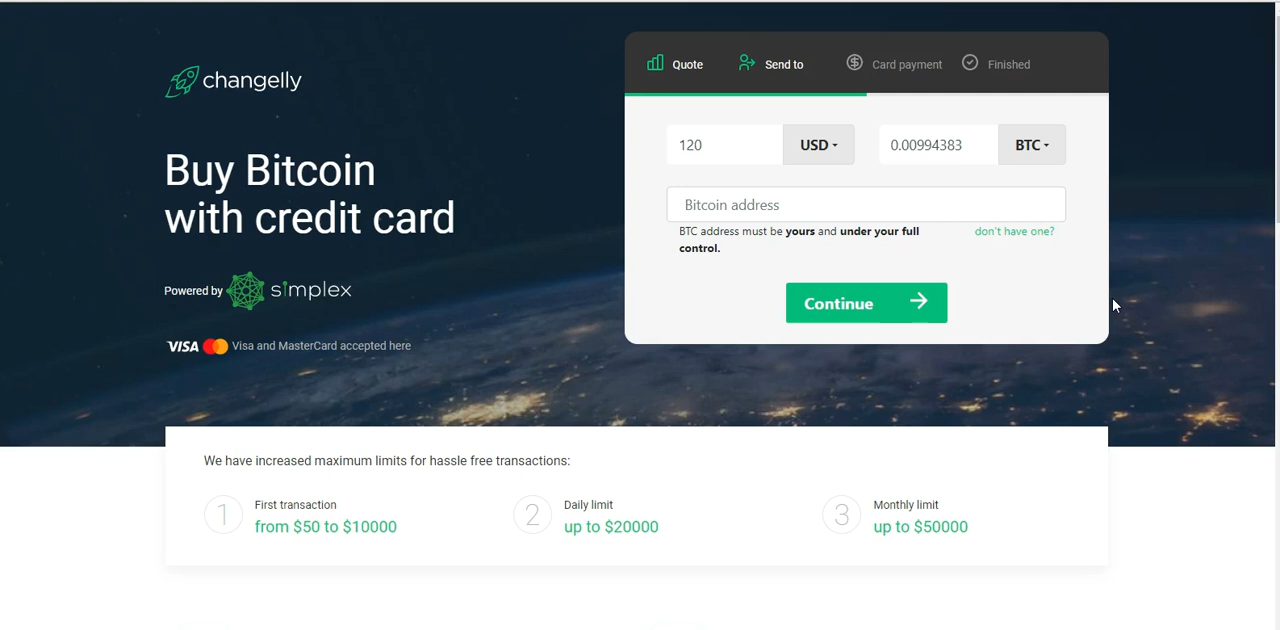 changelly
Buy Bitcoin
with credit card
Powered by simplex
VISA Visa and MasterCard accepted here
Quote Send to Card payment Finished
120 USD 0.00994383 BTC
Bitcoin address
BTC address must be yours and under your full don't have one?
control.
Continue
We have increased maximum limits for hassle free transactions:
1 First transaction
from $50 to $10000
2 Daily limit
up to $20000
3 Monthly limit
up to $50000